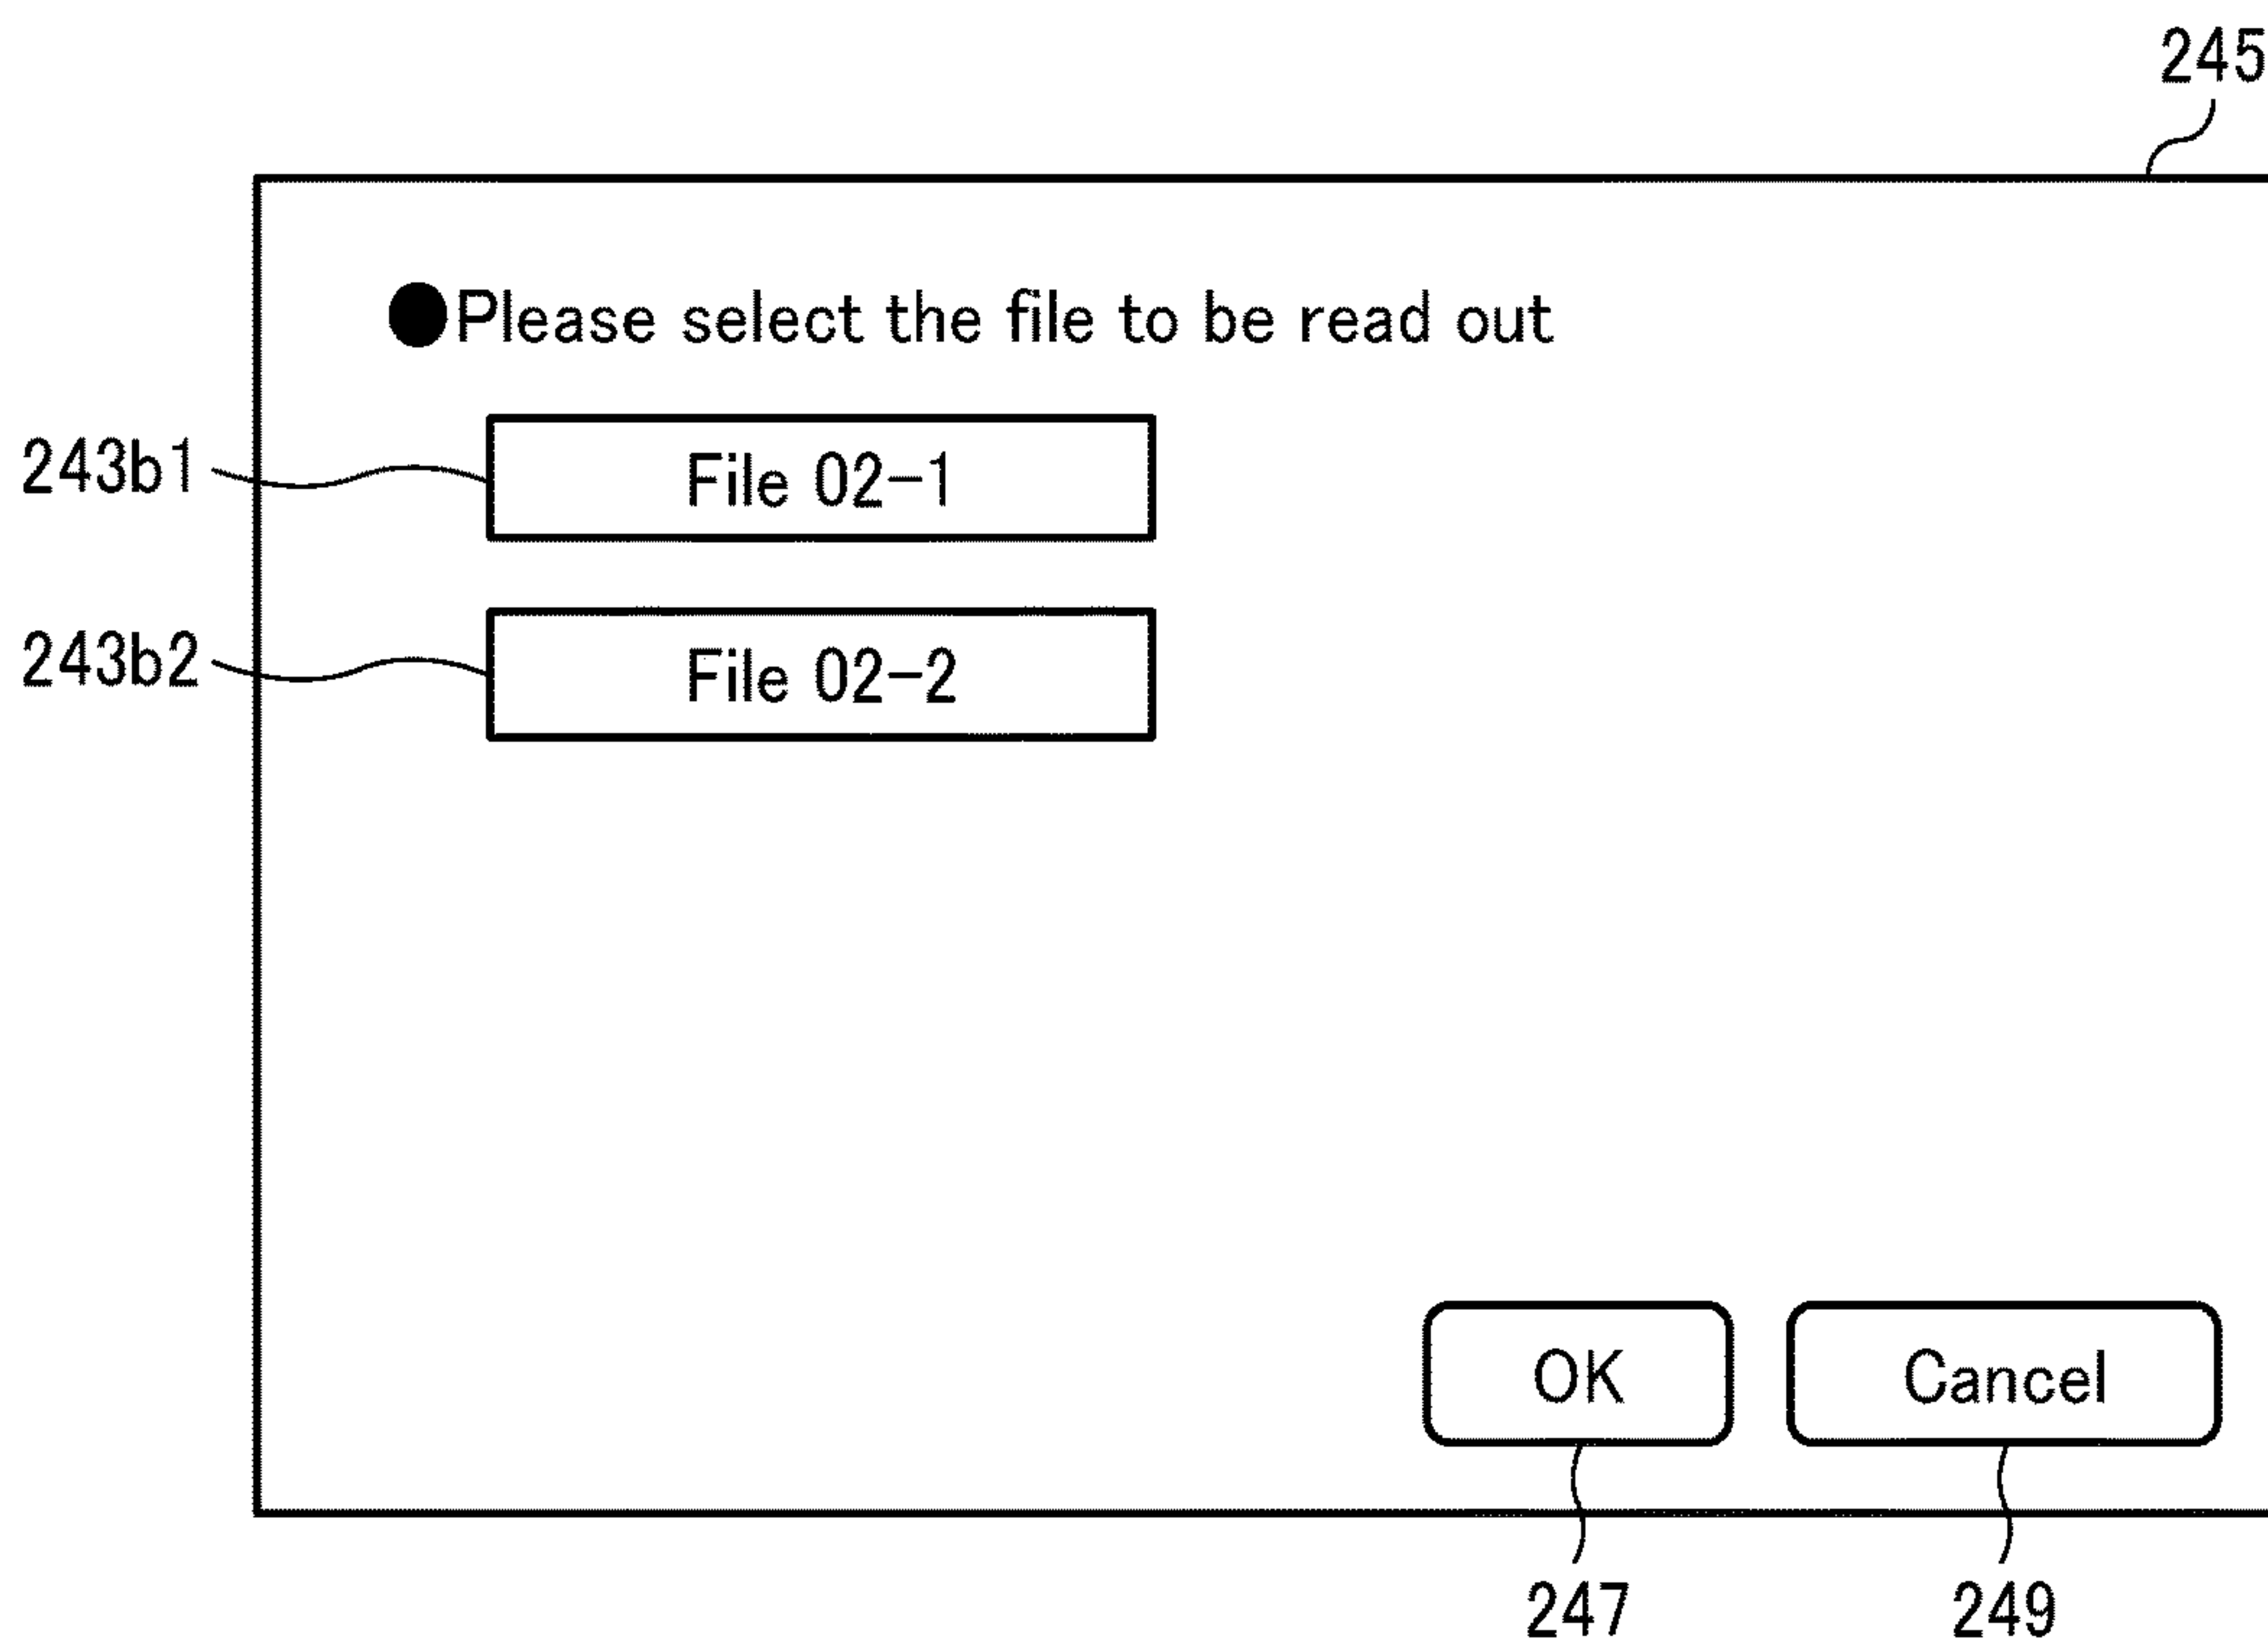 245
●Please select the file to be read out
243b1 File 02-1
243b2 File 02-2
OK Cancel
247 249